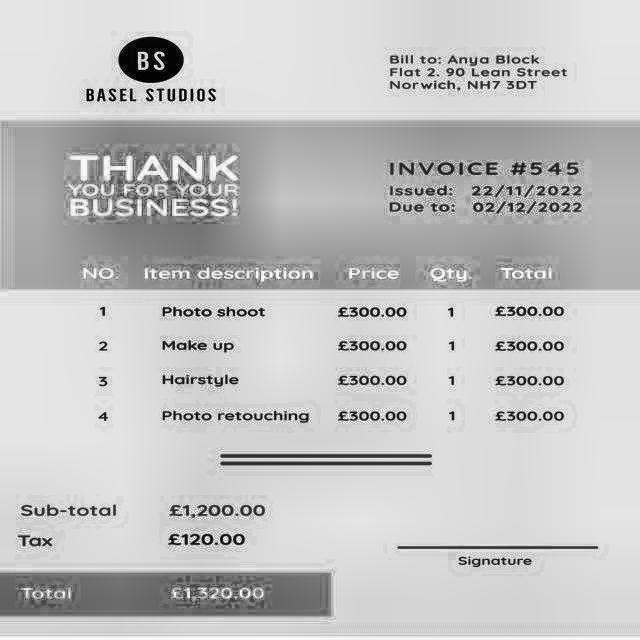 BS
BASEL STUDIOS
Bill to: Anya Block
Flat 2. 90 Lean Street
Norwich, NH7 3DT
THANK
YOU FOR YOUR
BUSINESS!
INVOICE #545
Issued: 22/11/2022
Due to: 02/12/2022
NO. Item description Price Qty. Total
1 Photo shoot £300.00 1 £300.00
2 Make up £300.00 1 £300.00
3 Hairstyle £300.00 1 £300.00
4 Photo retouching £300.00 1 £300.00
Sub-total £1,200.00
Tax £120.00
Signature
Total £1,320.00